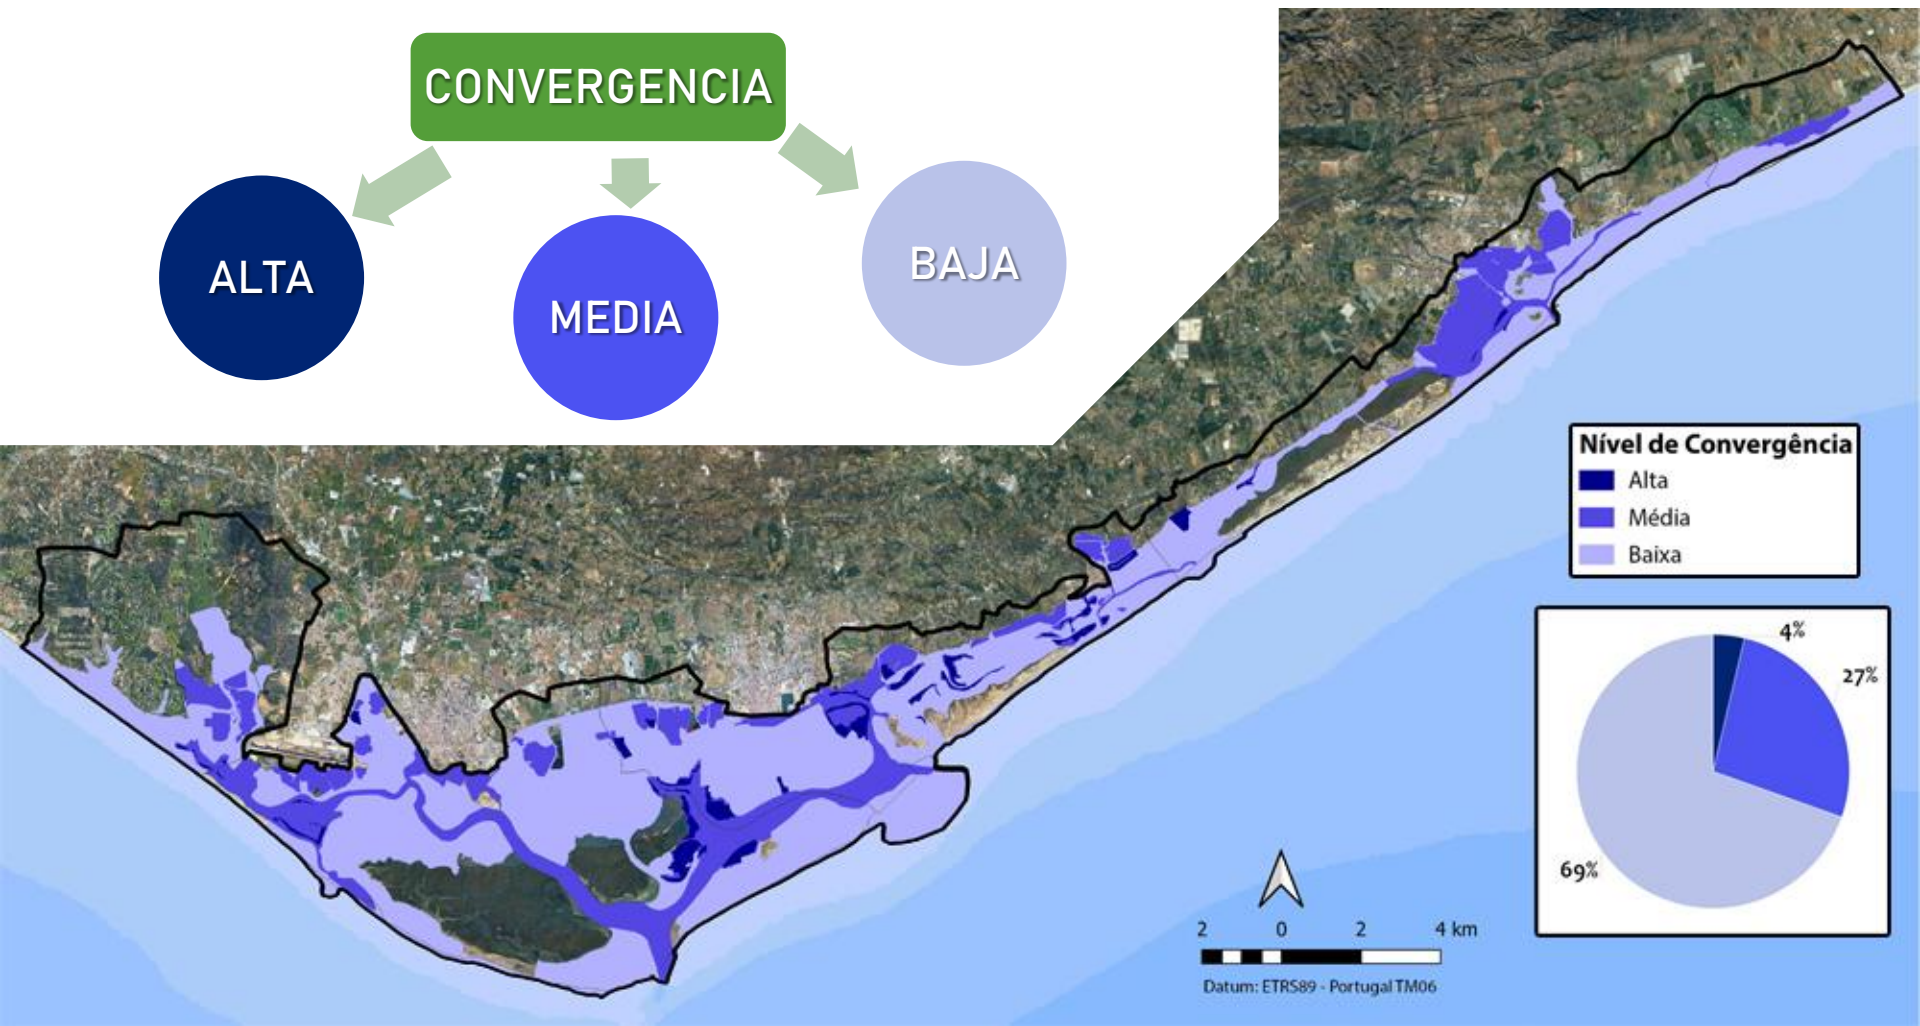 CONVERGENCIA
ALTA
MEDIA
BAJA
Nível de Convergência
Alta
Média
Baixa
4%
27%
69%
2 0 2 4 km
Datum: ETRS89 - Portugal TM06